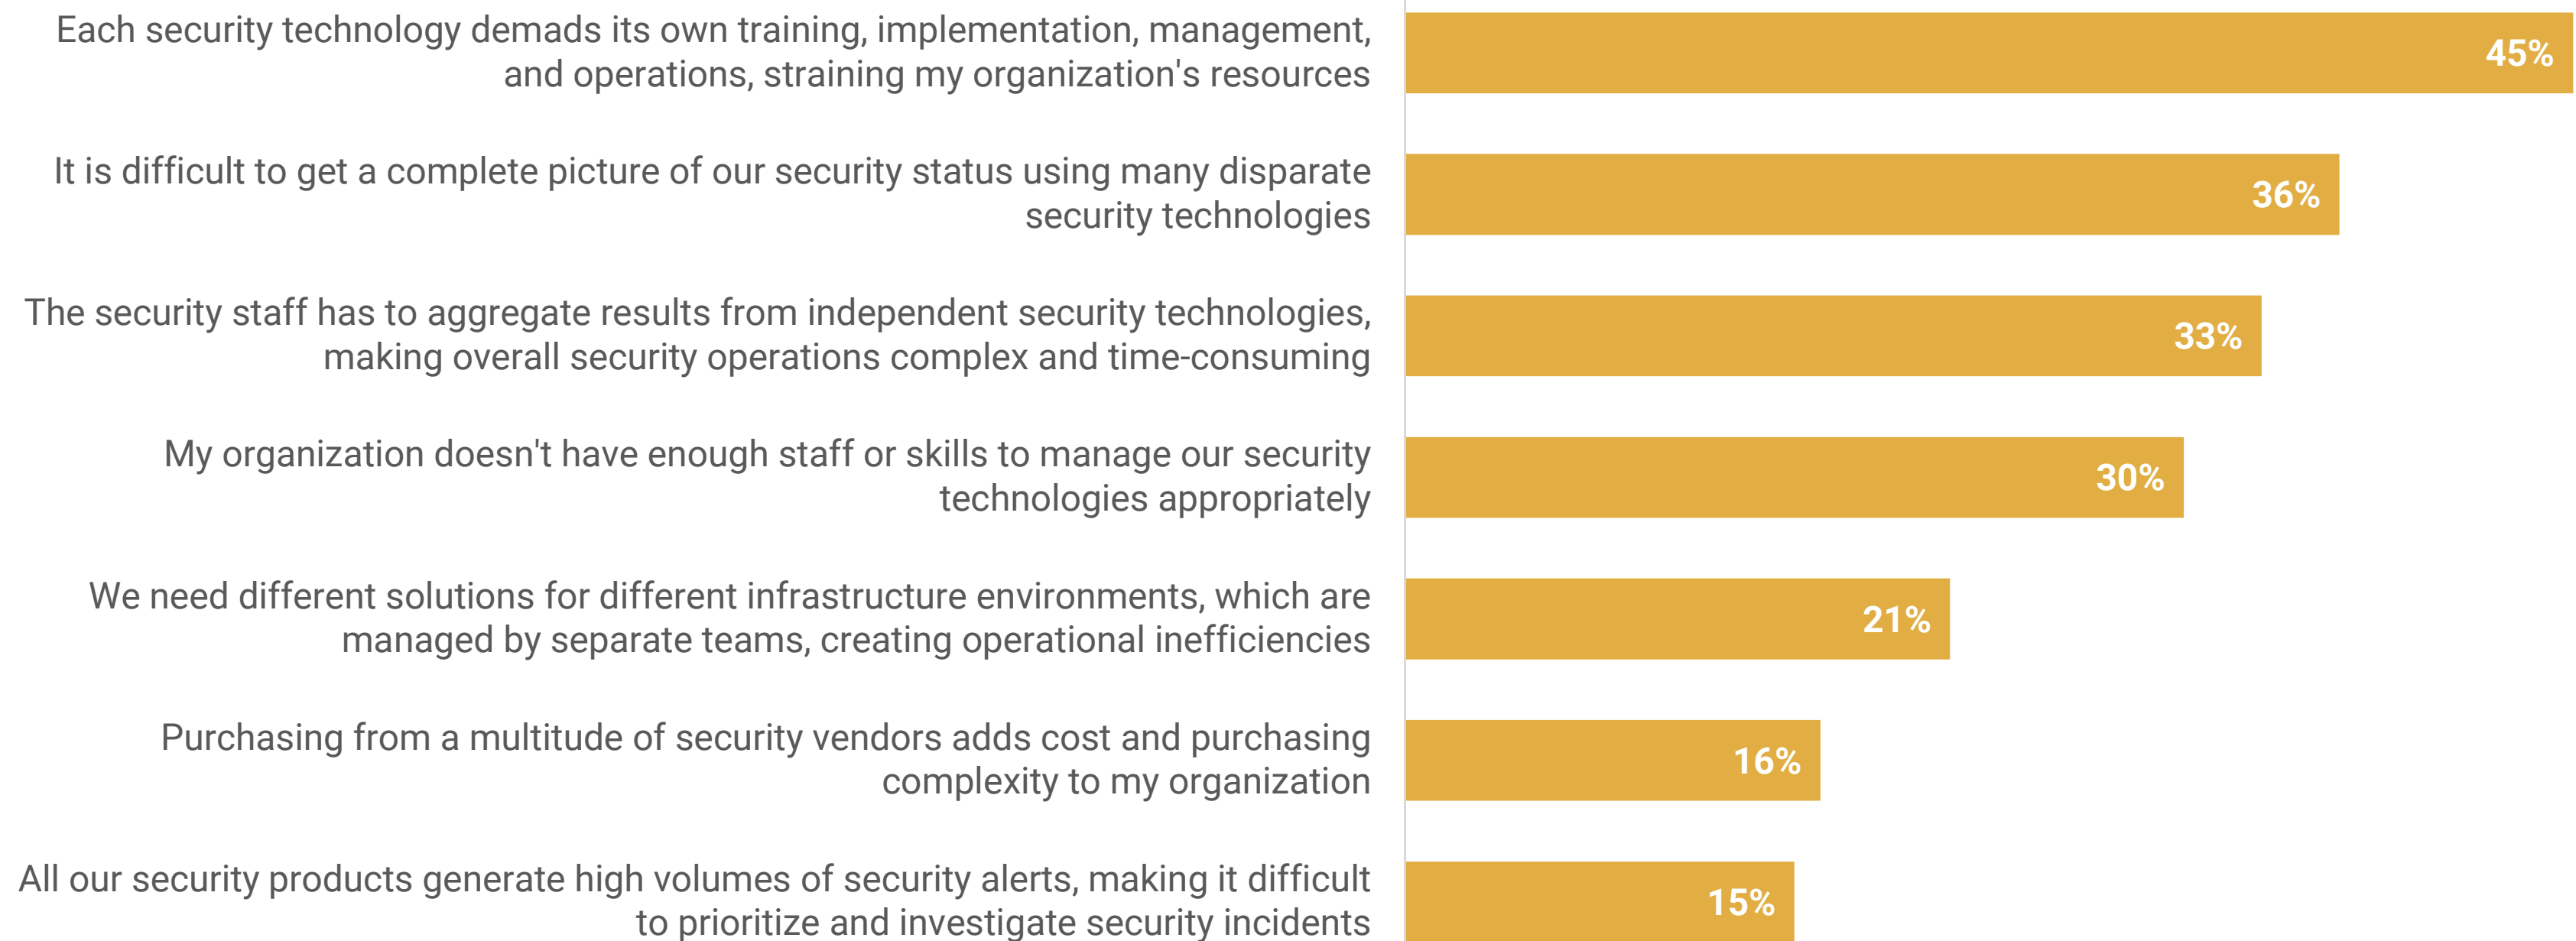 Each security technology demads its own training, implementation, management,
and operations, straining my organization's resources
45%
It is difficult to get a complete picture of our security status using many disparate
security technologies
36%
The security staff has to aggregate results from independent security technologies,
making overall security operations complex and time-consuming
33%
My organization doesn't have enough staff or skills to manage our security
technologies appropriately
30%
We need different solutions for different infrastructure environments, which are
managed by separate teams, creating operational inefficiencies
21%
Purchasing from a multitude of security vendors adds cost and purchasing
complexity to my organization
16%
All our security products generate high volumes of security alerts, making it difficult
to prioritize and investigate security incidents
15%